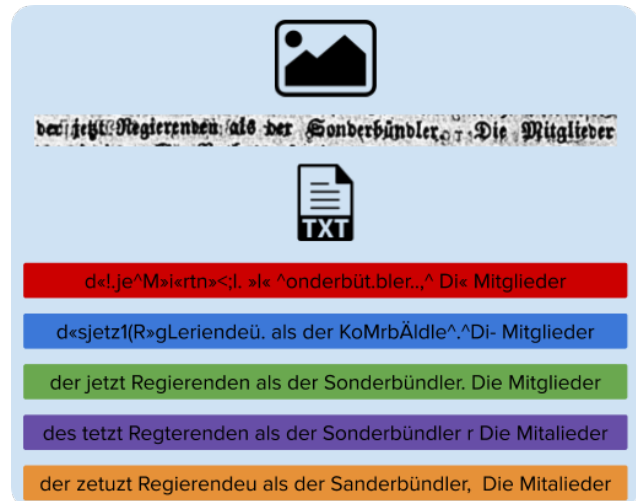 der jetzt Regierenden als der Sonderbündler. Die Mitglieder
TXT
d«!.je^M»i«rtn»<;l. »l« ^onderbüt.bler..,^ Di« Mitglieder
d«sjetz1(R»gLeriendeü. als der KoMrbÄldle^.^Di- Mitglieder
der jetzt Regierenden als der Sonderbündler. Die Mitglieder
des tetzt Regterenden als der Sonderbündler r Die Mitalieder
der zetuzt Regierendeu als der Sanderbündler, Die Mitalieder